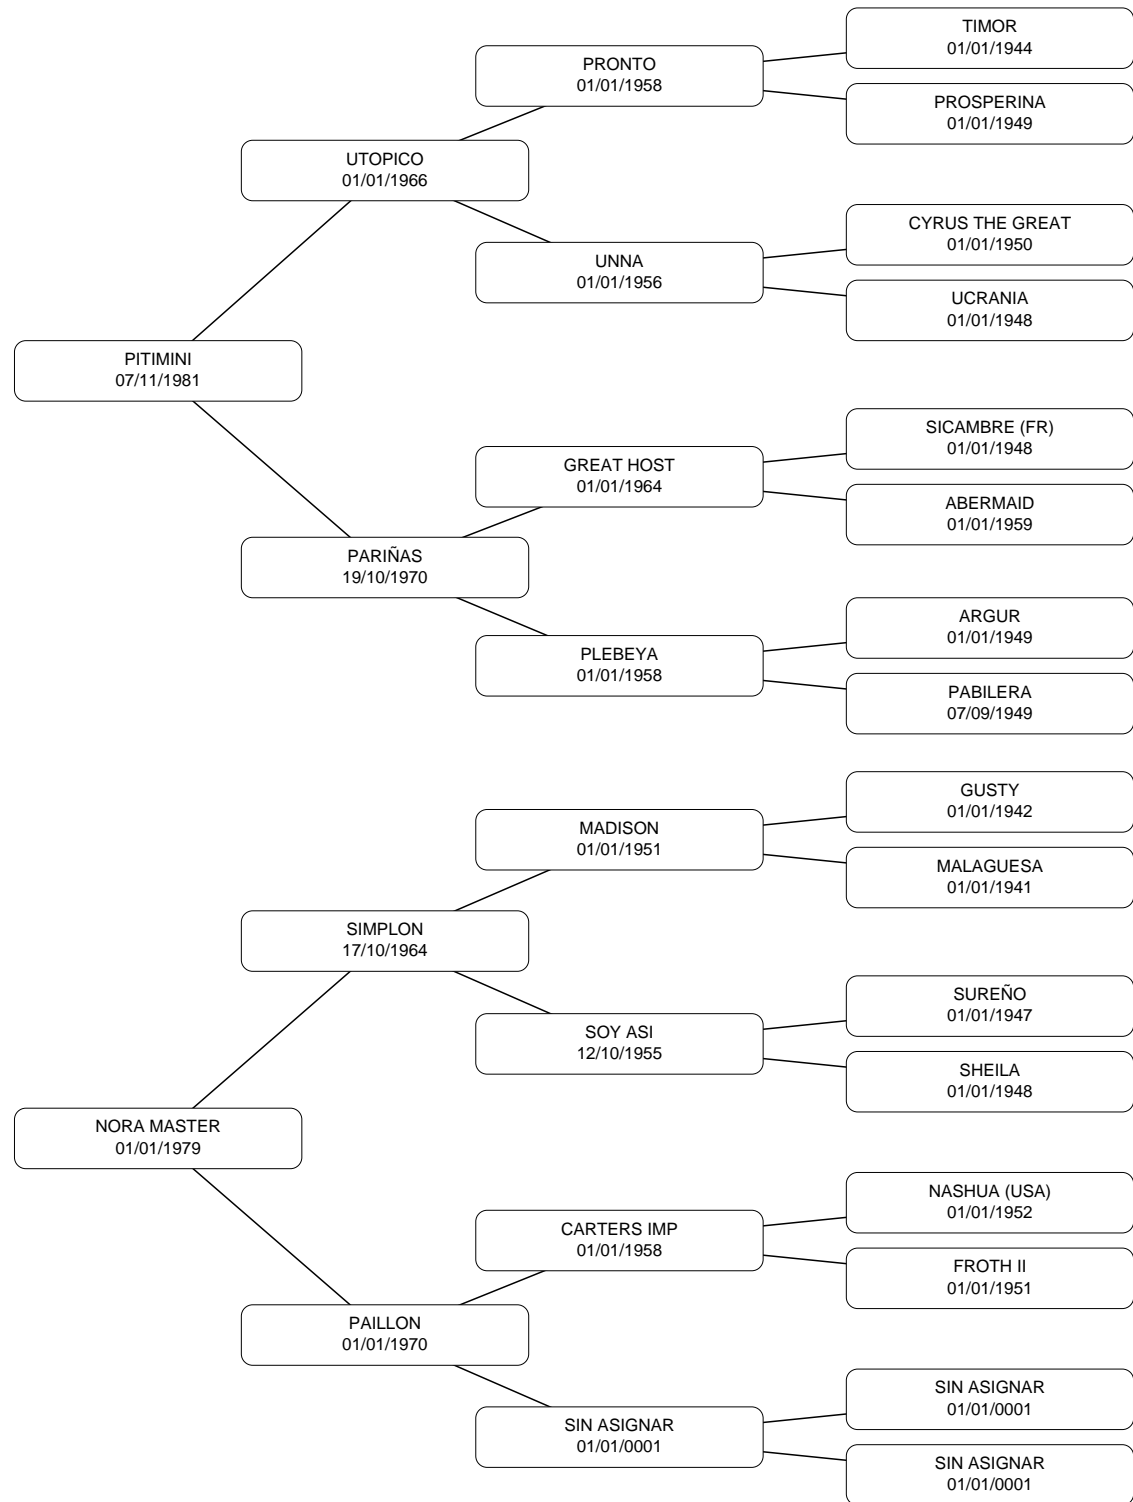 TIMOR
01/01/1944
PRONTO
01/01/1958
PROSPERINA
01/01/1949
UTOPICO
01/01/1966
CYRUS THE GREAT
01/01/1950
UNNA
01/01/1956
UCRANIA
01/01/1948
PITIMINI
07/11/1981
SICAMBRE (FR)
01/01/1948
GREAT HOST
01/01/1964
ABERMAID
01/01/1959
PARIÑAS
19/10/1970
ARGUR
01/01/1949
PLEBEYA
01/01/1958
PABILERA
07/09/1949
GUSTY
01/01/1942
MADISON
01/01/1951
MALAGUESA
01/01/1941
SIMPLON
17/10/1964
SUREÑO
01/01/1947
SOY ASI
12/10/1955
SHEILA
01/01/1948
NORA MASTER
01/01/1979
NASHUA (USA)
01/01/1952
CARTERS IMP
01/01/1958
FROTH II
01/01/1951
PAILLON
01/01/1970
SIN ASIGNAR
01/01/0001
SIN ASIGNAR
01/01/0001
SIN ASIGNAR
01/01/0001